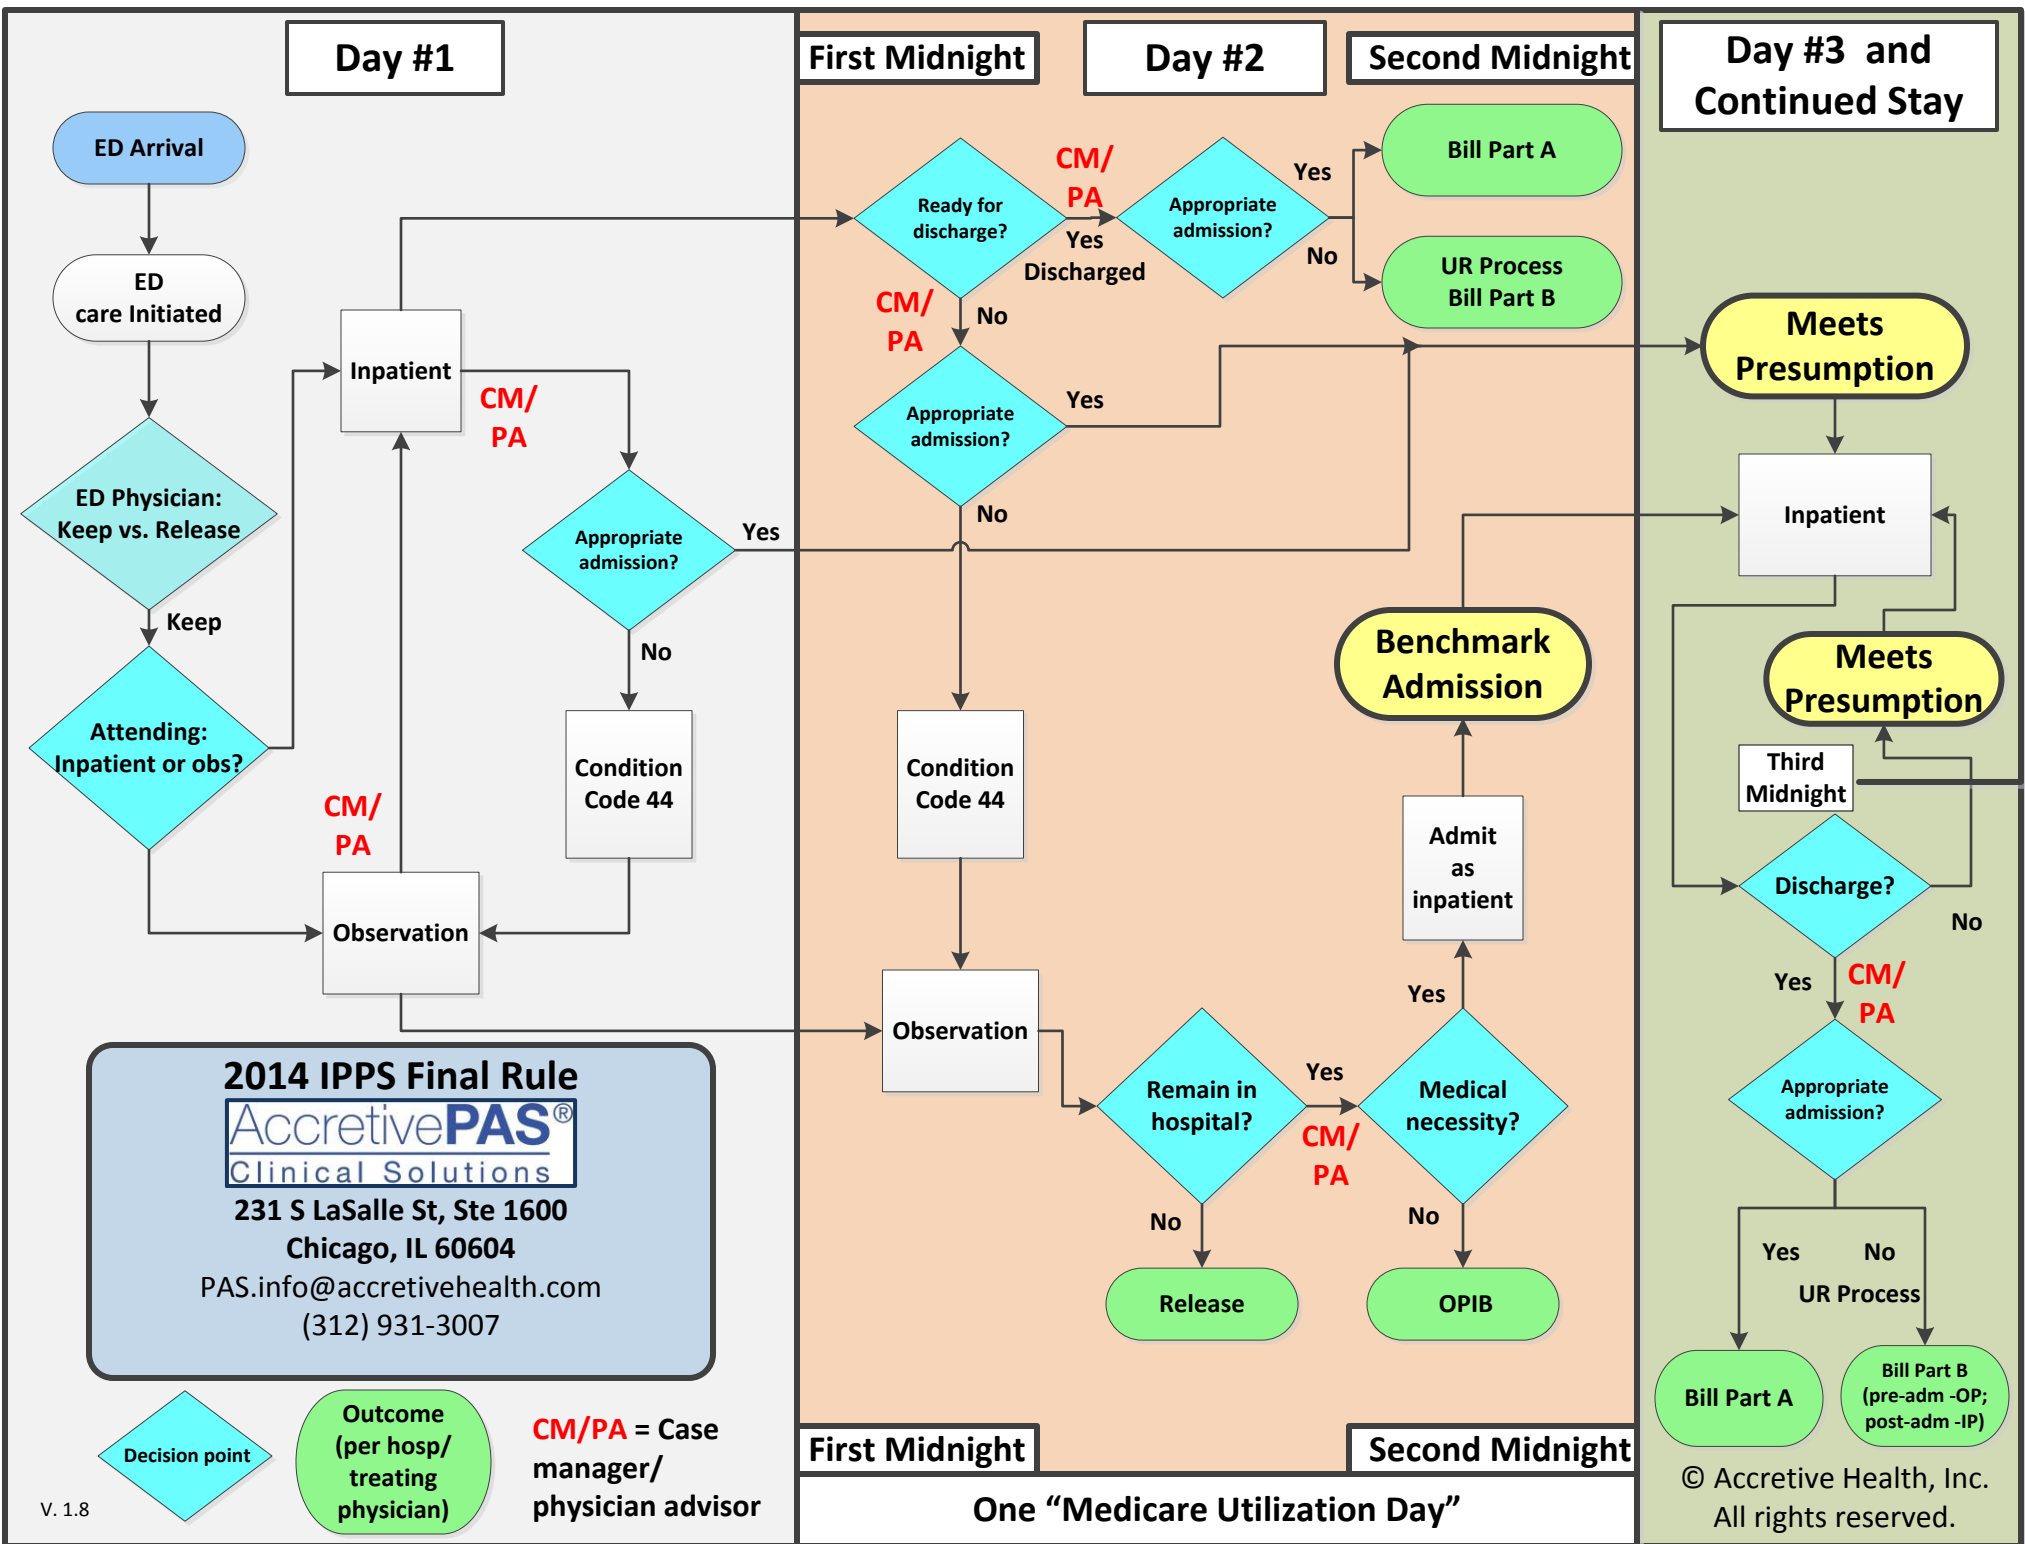 Day #1
ED Arrival
ED
care Initiated
ED Physician:
Keep vs. Release
Keep
Attending:
Inpatient or obs?
Inpatient
CM/
PA
Appropriate
admission?
Yes
No
Condition
Code 44
CM/
PA
Observation
2014 IPPS Final Rule
AccretivePAS®
Clinical Solutions
231 S LaSalle St, Ste 1600
Chicago, IL 60604
PAS.info@accretivehealth.com
(312) 931-3007
Decision point
Outcome
(per hosp/
treating
physician)
CM/PA = Case
manager/
physician advisor
V. 1.8
First Midnight
Day #2
Second Midnight
Ready for
discharge?
CM/
PA
Yes
Discharged
Appropriate
admission?
Yes
No
Bill Part A
UR Process
Bill Part B
CM/
PA
No
Appropriate
admission?
Yes
No
Condition
Code 44
Observation
Remain in
hospital?
Yes
CM/
PA
No
Release
Medical
necessity?
Yes
No
OPIB
Admit
as
inpatient
Benchmark
Admission
First Midnight
Second Midnight
One “Medicare Utilization Day”
Day #3 and
Continued Stay
Meets
Presumption
Inpatient
Meets
Presumption
Third
Midnight
Discharge?
No
Yes
CM/
PA
Appropriate
admission?
Yes
No
UR Process
Bill Part A
Bill Part B
(pre-adm -OP;
post-adm -IP)
© Accretive Health, Inc.
All rights reserved.